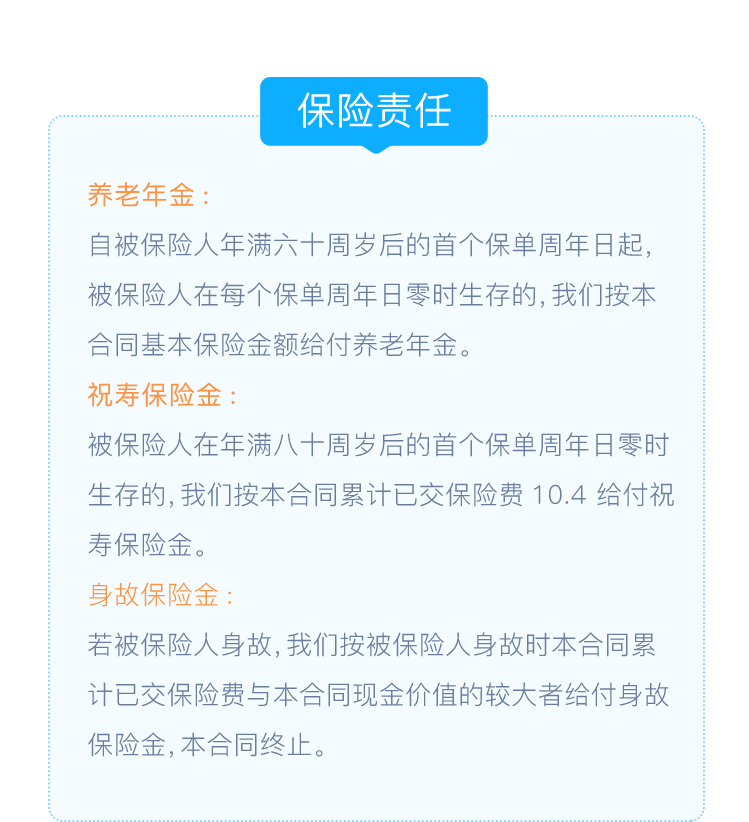 保险责任
养老年金：
自被保险人年满六十周岁后的首个保单周年日起，
被保险人在每个保单周年日零时生存的，我们按本
合同基本保险金额给付养老年金。
祝寿保险金：
被保险人在年满八十周岁后的首个保单周年日零时
生存的，我们按本合同累计已交保险费 10.4 给付祝
寿保险金。
身故保险金：
若被保险人身故，我们按被保险人身故时本合同累
计已交保险费与本合同现金价值的较大者给付身故
保险金，本合同终止。